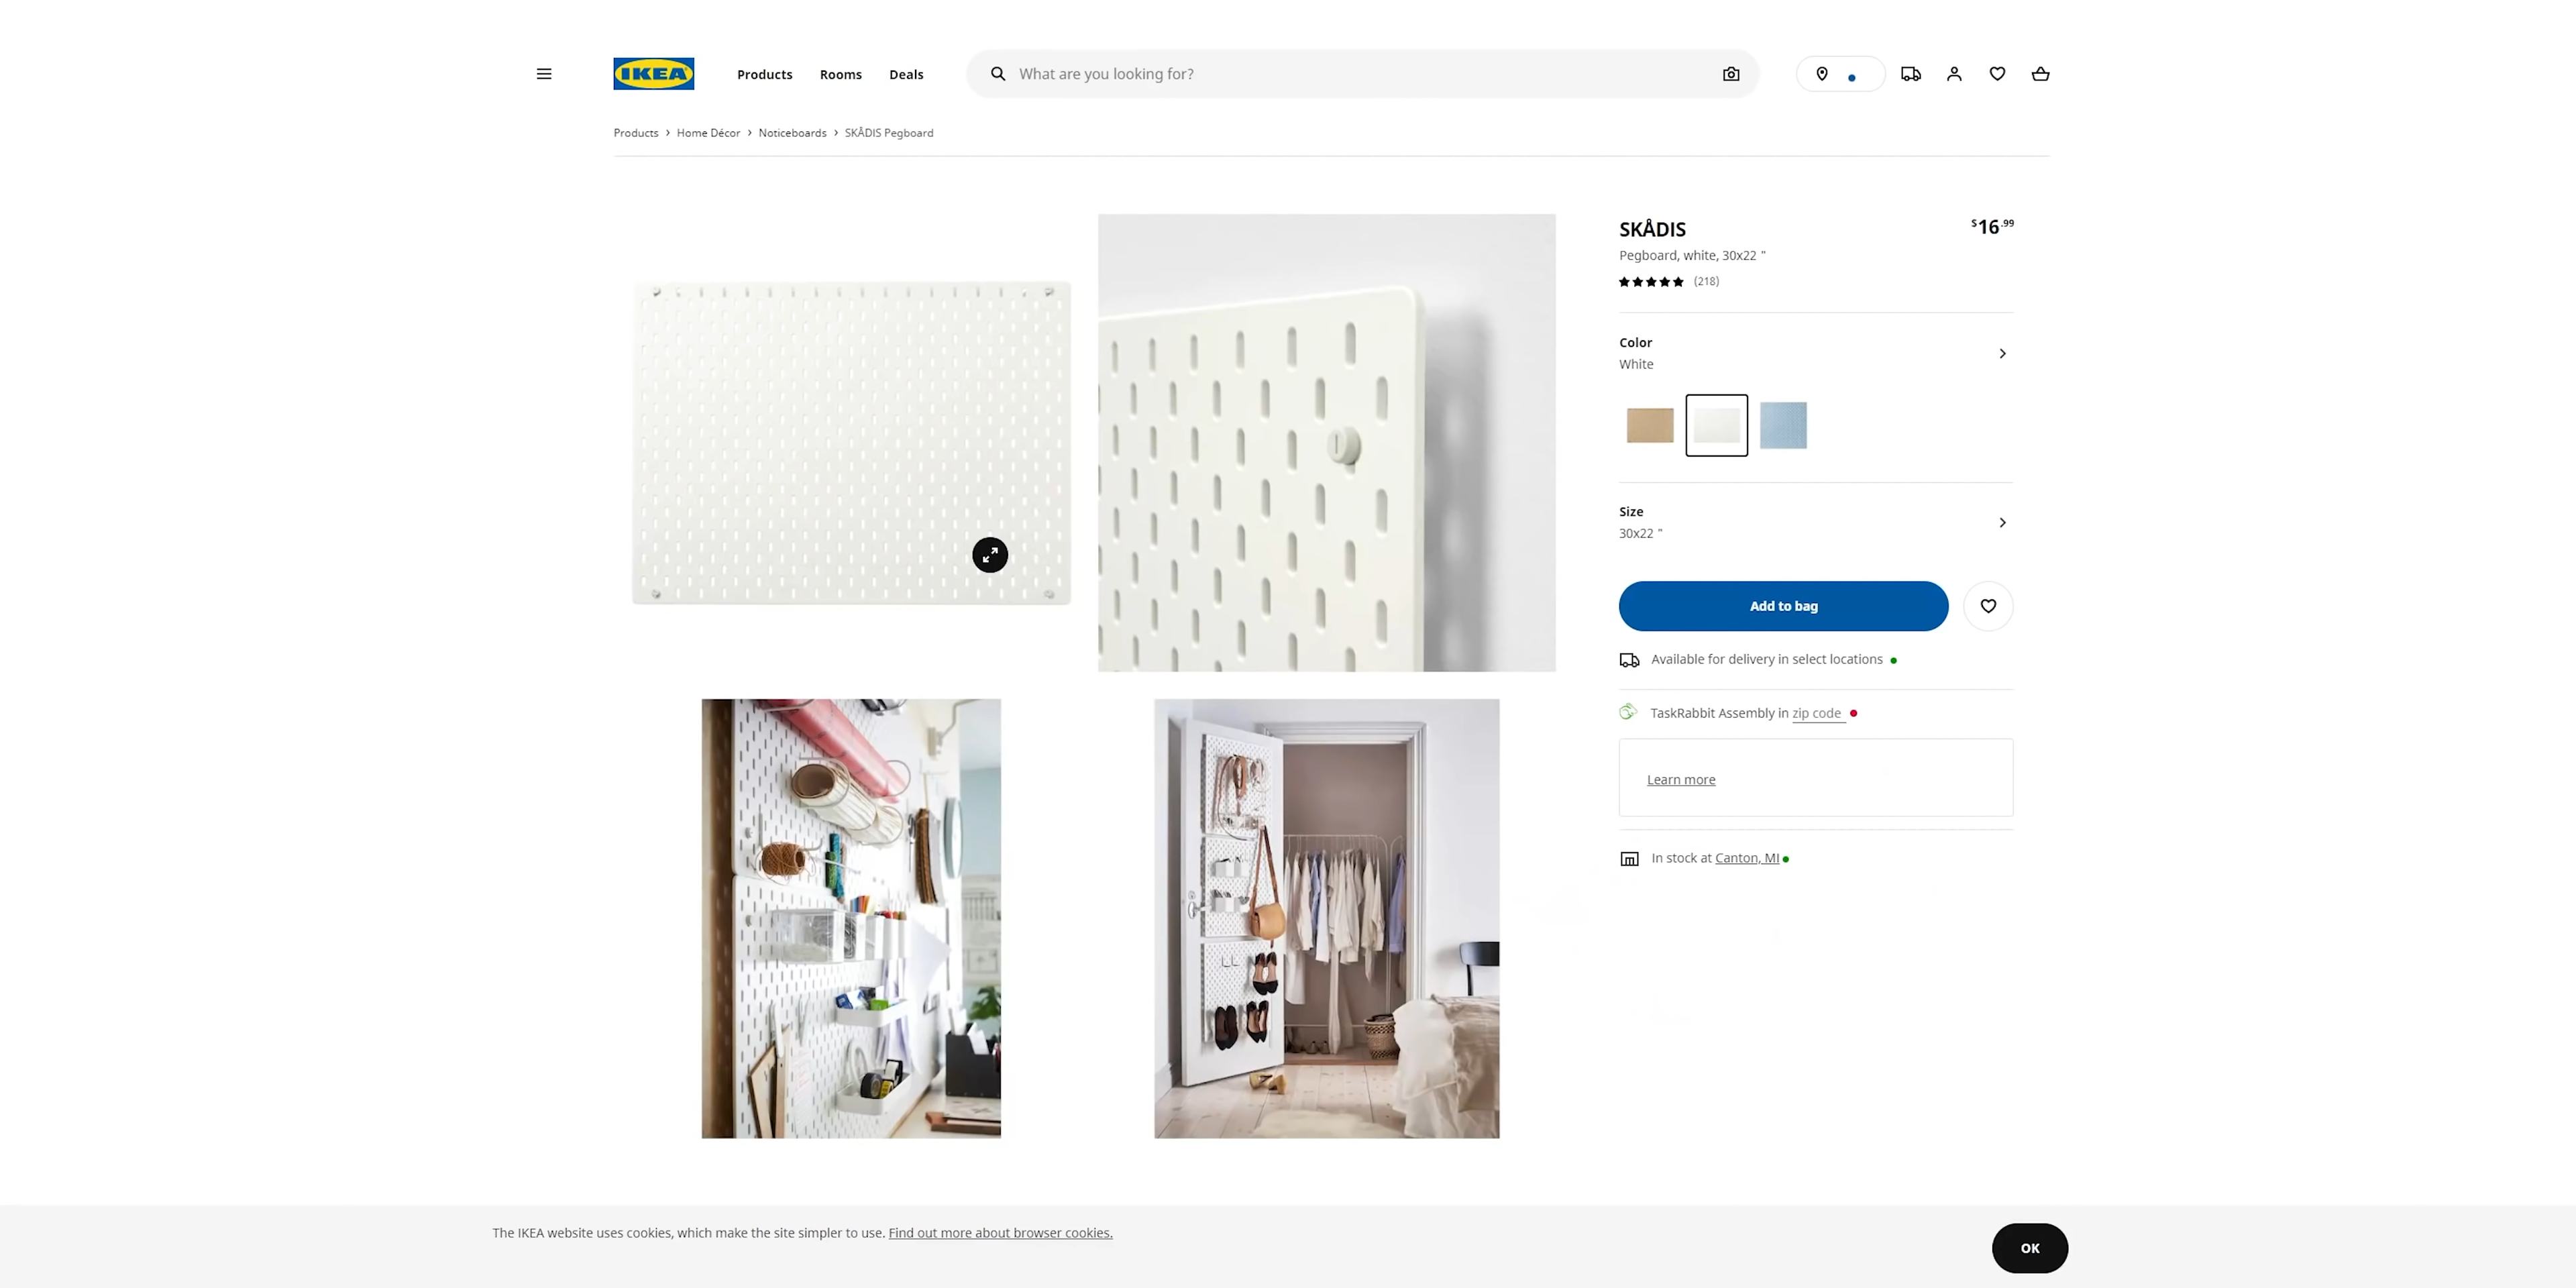 IKEA
Products
Rooms
Deals
What are you looking for?
Products › Home Décor › Noticeboards › SKÅDIS Pegboard
SKÅDIS
$16.99
Pegboard, white, 30x22 "
(218)
Color
White
Size
30x22 "
Add to bag
Available for delivery in select locations
TaskRabbit Assembly in zip code
Learn more
In stock at Canton, MI
The IKEA website uses cookies, which make the site simpler to use. Find out more about browser cookies.
OK